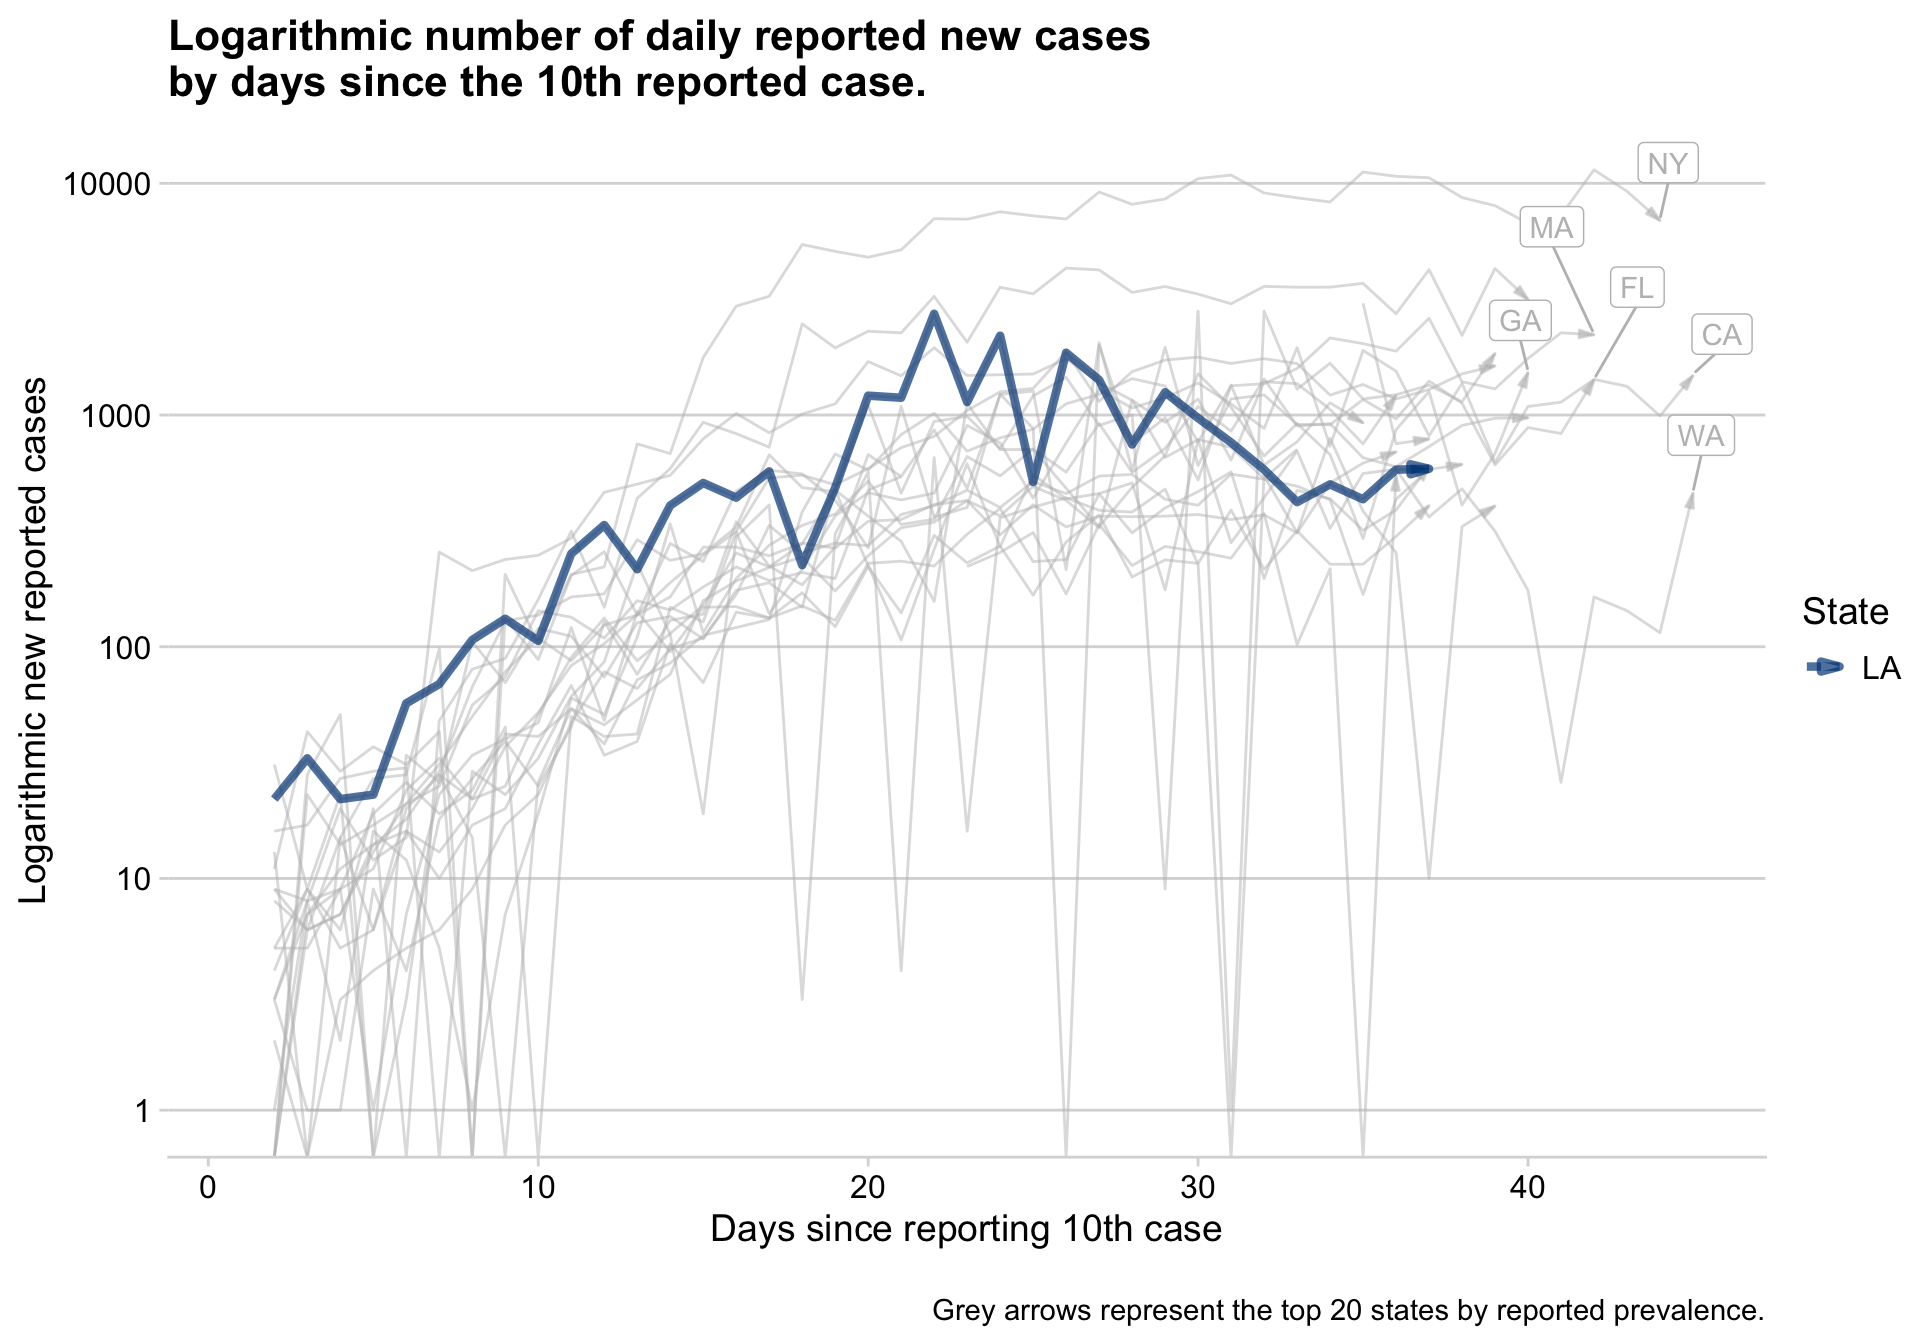 Logarithmic number of daily reported new cases
by days since the 10th reported case.
Logarithmic new reported cases
10000
1000
100
10
1
NY
MA
FL
GA
CA
WA
State
LA
0
10
20
30
40
Days since reporting 10th case
Grey arrows represent the top 20 states by reported prevalence.